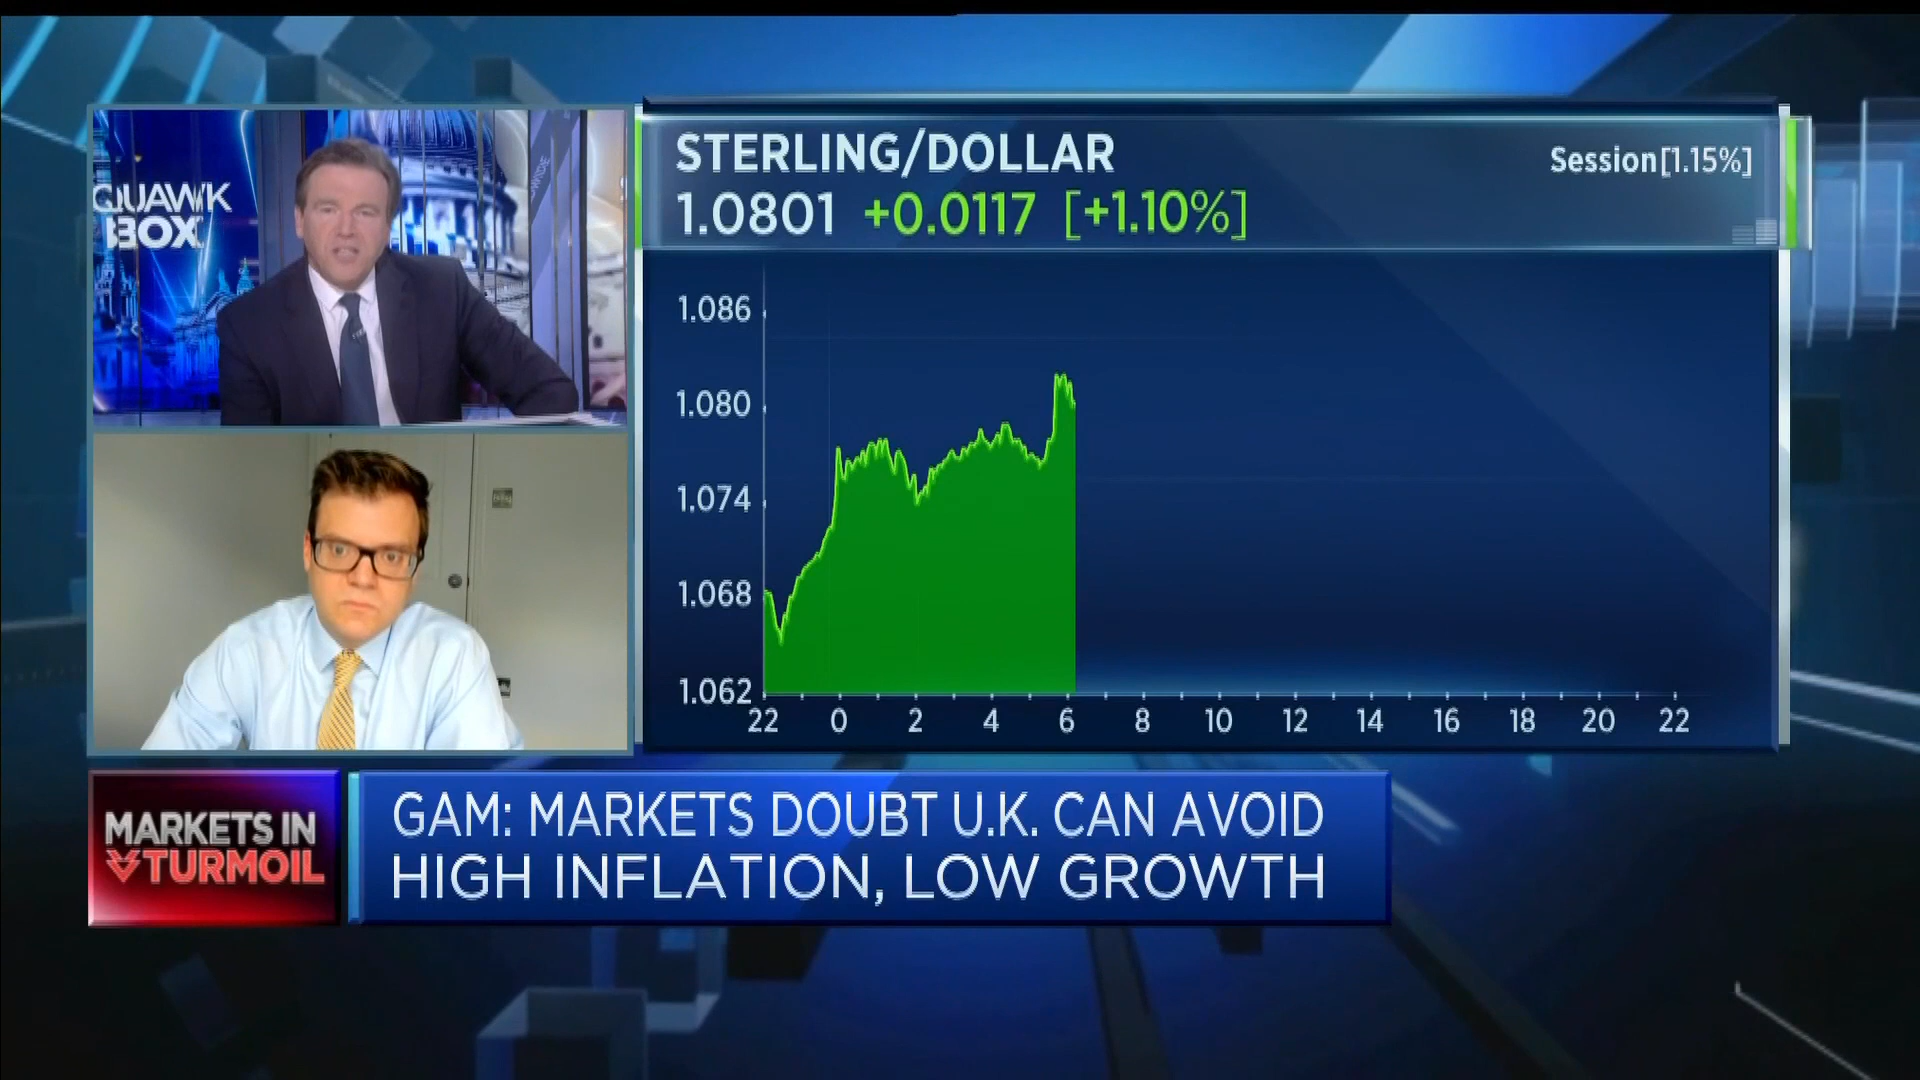 QUAWK
BOX
STERLING/DOLLAR
Session[1.15%]
1.0801 +0.0117 [+1.10%]
1.086
1.080
1.074
1.068
1.062
22 0 2 4 6 8 10 12 14 16 18 20 22
MARKETS IN
TURMOIL
GAM: MARKETS DOUBT U.K. CAN AVOID
HIGH INFLATION, LOW GROWTH